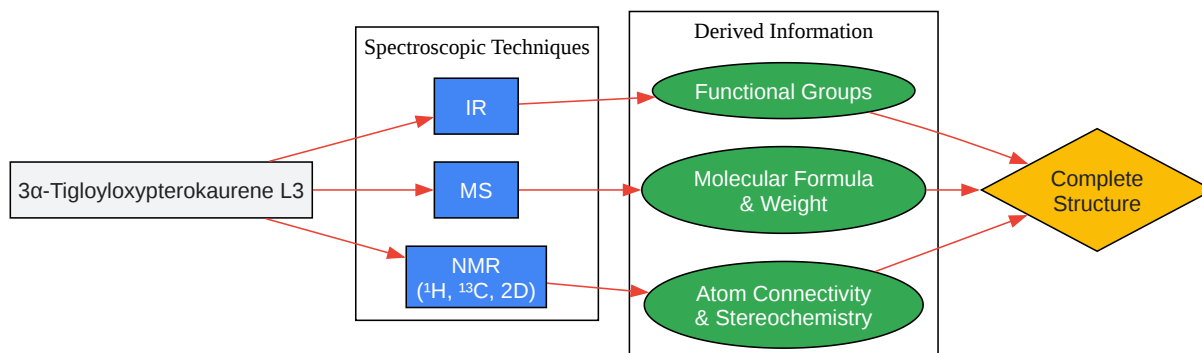 Spectroscopic Techniques
Derived Information
IR
Functional Groups
3α-Tigloyloxypterokaurene L3
MS
Molecular Formula
& Weight
Complete
Structure
NMR
(¹H, ¹³C, 2D)
Atom Connectivity
& Stereochemistry